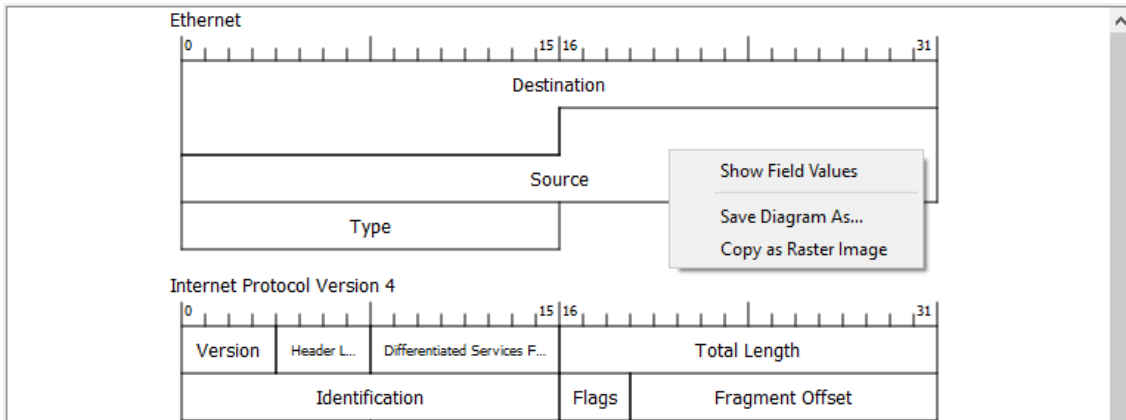 Ethernet
0 15 16 31
Destination
Source
Type
Show Field Values
Save Diagram As...
Copy as Raster Image
Internet Protocol Version 4
0 15 16 31
Version Header L... Differentiated Services F... Total Length
Identification Flags Fragment Offset